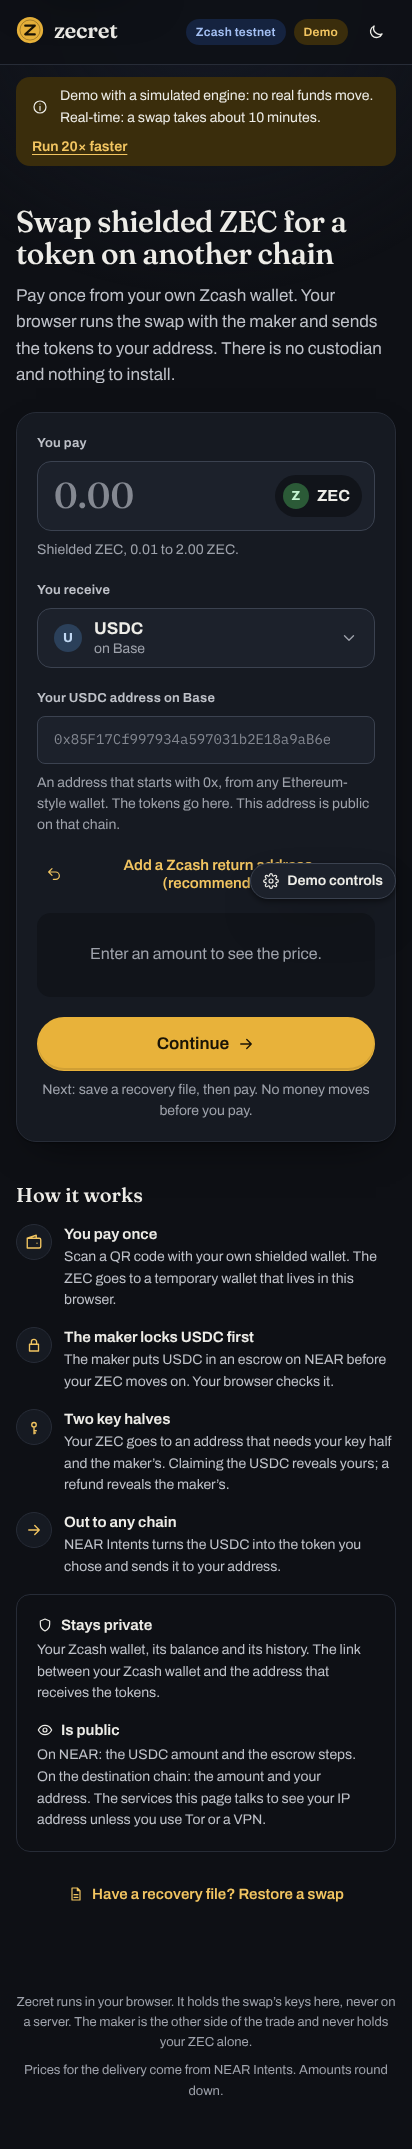 zecret
Zcash testnet
Demo
Demo with a simulated engine: no real funds move.
Real-time: a swap takes about 10 minutes.
Run 20× faster
Swap shielded ZEC for a
token on another chain
Pay once from your own Zcash wallet. Your
browser runs the swap with the maker and sends
the tokens to your address. There is no custodian
and nothing to install.
You pay
0.00
Z ZEC
Shielded ZEC, 0.01 to 2.00 ZEC.
You receive
U
USDC
on Base
Your USDC address on Base
0x85F17Cf997934a597031b2E18a9aB6e
An address that starts with 0x, from any Ethereum-
style wallet. The tokens go here. This address is public
on that chain.
Add a Zcash return address
(recommend
Demo controls
Enter an amount to see the price.
Continue →
Next: save a recovery file, then pay. No money moves
before you pay.
How it works
You pay once
Scan a QR code with your own shielded wallet. The
ZEC goes to a temporary wallet that lives in this
browser.
The maker locks USDC first
The maker puts USDC in an escrow on NEAR before
your ZEC moves on. Your browser checks it.
Two key halves
Your ZEC goes to an address that needs your key half
and the maker’s. Claiming the USDC reveals yours; a
refund reveals the maker’s.
Out to any chain
NEAR Intents turns the USDC into the token you
chose and sends it to your address.
Stays private
Your Zcash wallet, its balance and its history. The link
between your Zcash wallet and the address that
receives the tokens.
Is public
On NEAR: the USDC amount and the escrow steps.
On the destination chain: the amount and your
address. The services this page talks to see your IP
address unless you use Tor or a VPN.
Have a recovery file? Restore a swap
Zecret runs in your browser. It holds the swap’s keys here, never on
a server. The maker is the other side of the trade and never holds
your ZEC alone.
Prices for the delivery come from NEAR Intents. Amounts round
down.